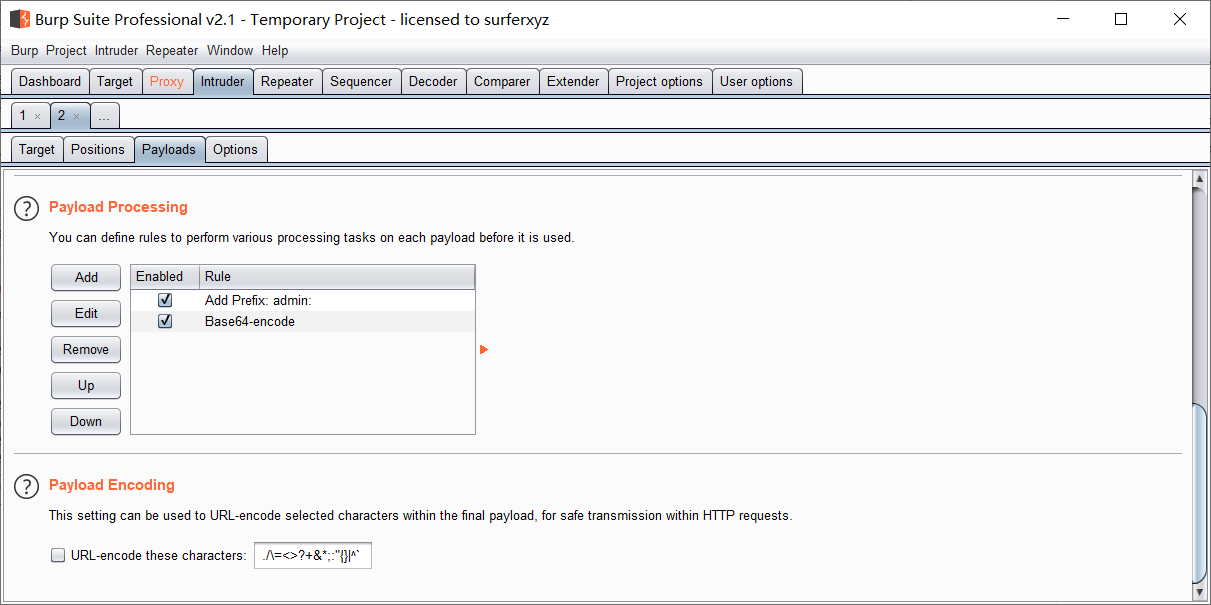 Burp Suite Professional v2.1 - Temporary Project - licensed to surferxyz
Burp Project Intruder Repeater Window Help
Dashboard Target Proxy Intruder Repeater Sequencer Decoder Comparer Extender Project options User options
1 × 2 × ...
Target Positions Payloads Options
? Payload Processing
You can define rules to perform various processing tasks on each payload before it is used.
Add Enabled Rule
Add Prefix: admin:
Edit
Base64-encode
Remove
Up
Down
? Payload Encoding
This setting can be used to URL-encode selected characters within the final payload, for safe transmission within HTTP requests.
URL-encode these characters: ./\=<>?+&*;:"{}|^`